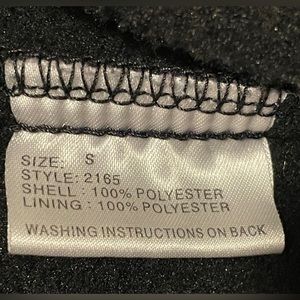 SIZE: S
STYLE: 2165
SHELL: 100% POLYESTER
LINING: 100% POLYESTER
WASHING INSTRUCTIONS ON BACK